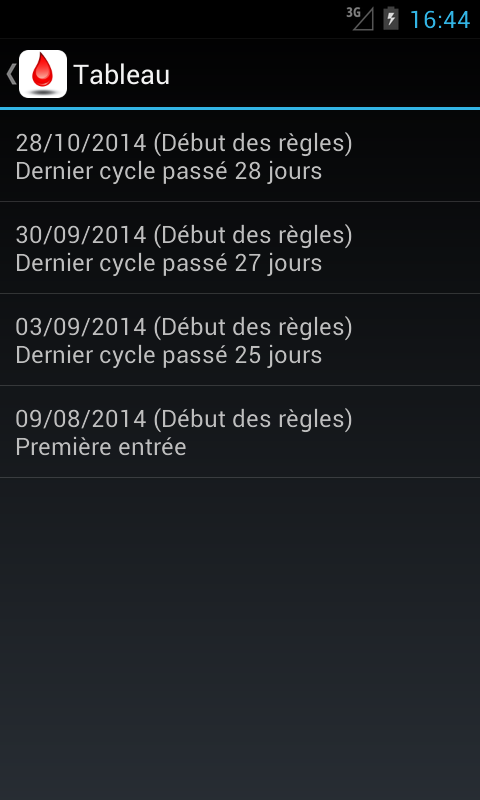 3G 16:44
Tableau
28/10/2014 (Début des règles)
Dernier cycle passé 28 jours
30/09/2014 (Début des règles)
Dernier cycle passé 27 jours
03/09/2014 (Début des règles)
Dernier cycle passé 25 jours
09/08/2014 (Début des règles)
Première entrée